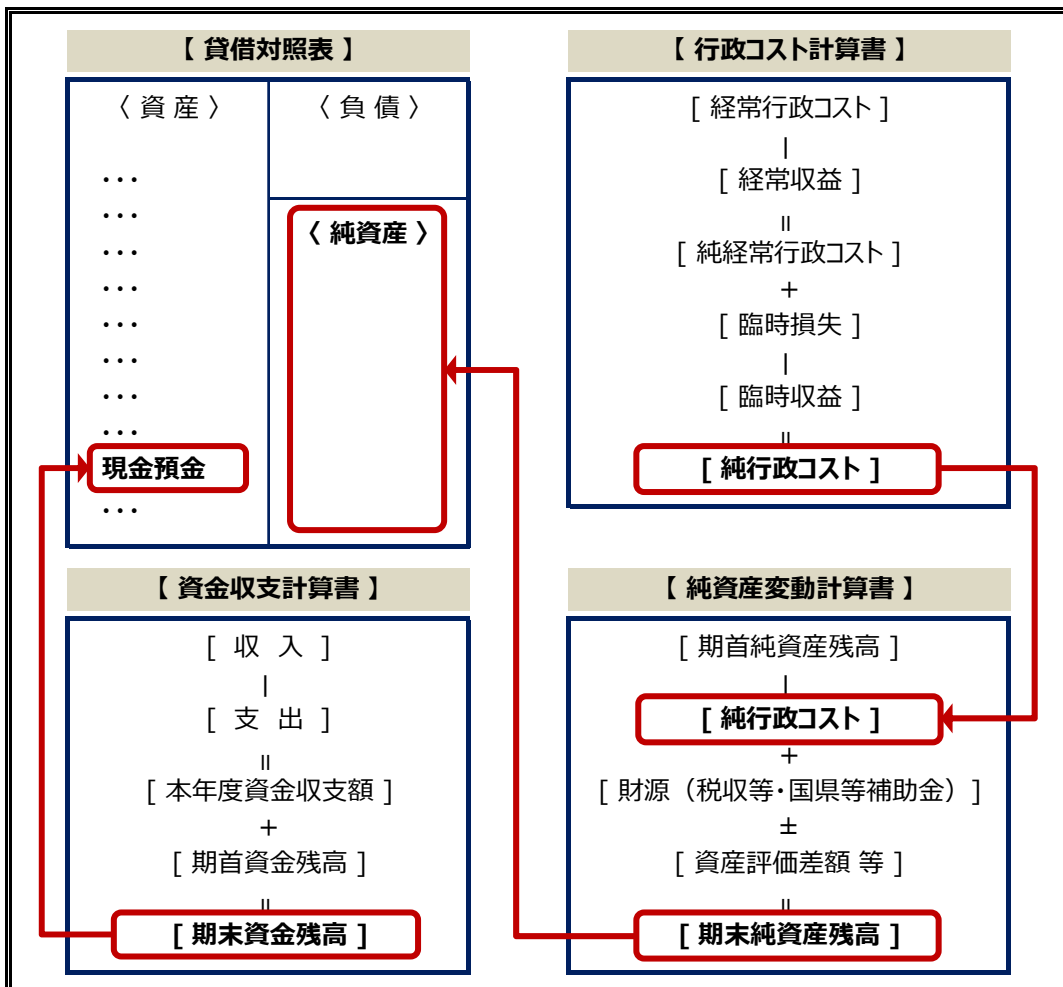 【 貸借対照表 】
〈 資 産 〉
〈 負 債 〉
・・・
・・・
〈 純資産 〉
・・・
・・・
・・・
・・・
・・・
・・・
現金預金
・・・
【 行政コスト計算書 】
[ 経常行政コスト ]
|
[ 経常収益 ]
＝
[ 純経常行政コスト ]
＋
[ 臨時損失 ]
|
[ 臨時収益 ]
＝
[ 純行政コスト ]
【 資金収支計算書 】
[ 収 入 ]
|
[ 支 出 ]
＝
[ 本年度資金収支額 ]
＋
[ 期首資金残高 ]
＝
[ 期末資金残高 ]
【 純資産変動計算書 】
[ 期首純資産残高 ]
|
[ 純行政コスト ]
＋
[ 財源（税収等・国県等補助金）]
±
[ 資産評価差額 等 ]
＝
[ 期末純資産残高 ]